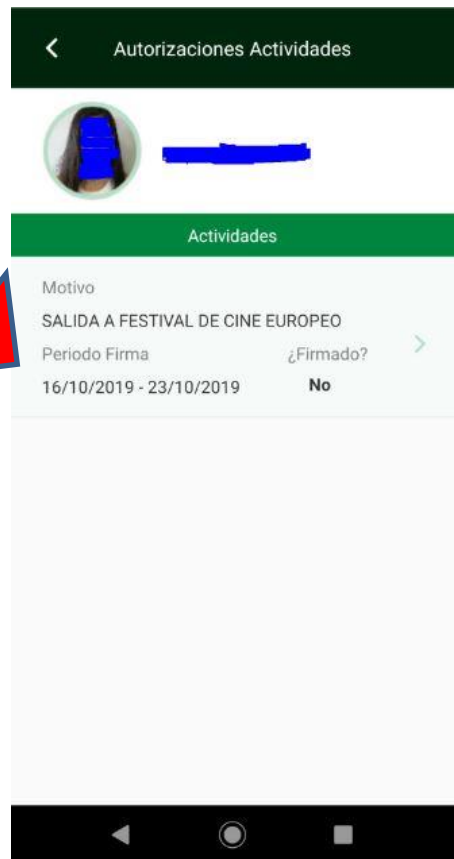 Autorizaciones Actividades
Actividades
Motivo
SALIDA A FESTIVAL DE CINE EUROPEO
Periodo Firma ¿Firmado?
16/10/2019 - 23/10/2019 No